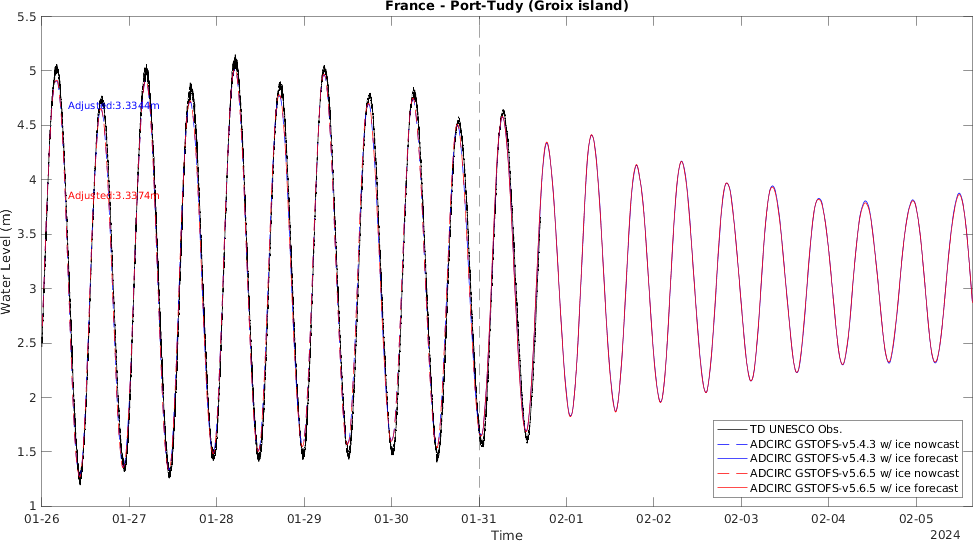 France - Port-Tudy (Groix island)
5.5
5
4.5
4
3.5
3
2.5
2
1.5
1
Water Level (m)
Adjusted:3.3344m
Adjusted:3.3374m
TD UNESCO Obs.
ADCIRC GSTOFS-v5.4.3 w/ ice nowcast
ADCIRC GSTOFS-v5.4.3 w/ ice forecast
ADCIRC GSTOFS-v5.6.5 w/ ice nowcast
ADCIRC GSTOFS-v5.6.5 w/ ice forecast
01-26 01-27 01-28 01-29 01-30 01-31 02-01 02-02 02-03 02-04 02-05
Time
2024